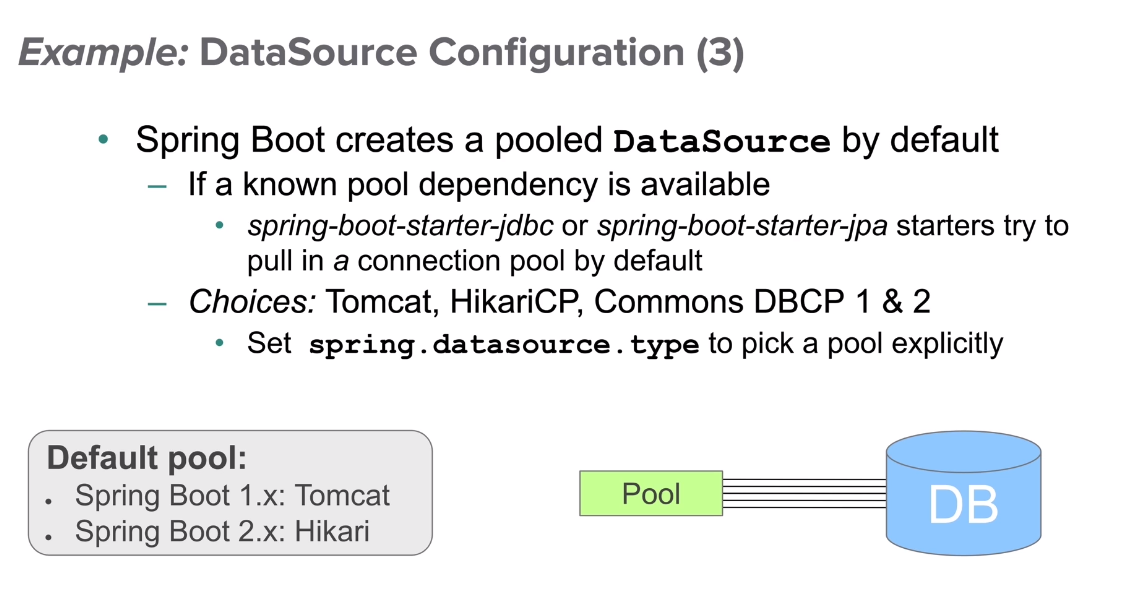 Example: DataSource Configuration (3)
• Spring Boot creates a pooled DataSource by default
– If a known pool dependency is available
• spring-boot-starter-jdbc or spring-boot-starter-jpa starters try to
pull in a connection pool by default
– Choices: Tomcat, HikariCP, Commons DBCP 1 & 2
• Set spring.datasource.type to pick a pool explicitly
Default pool:
• Spring Boot 1.x: Tomcat
• Spring Boot 2.x: Hikari
Pool
DB